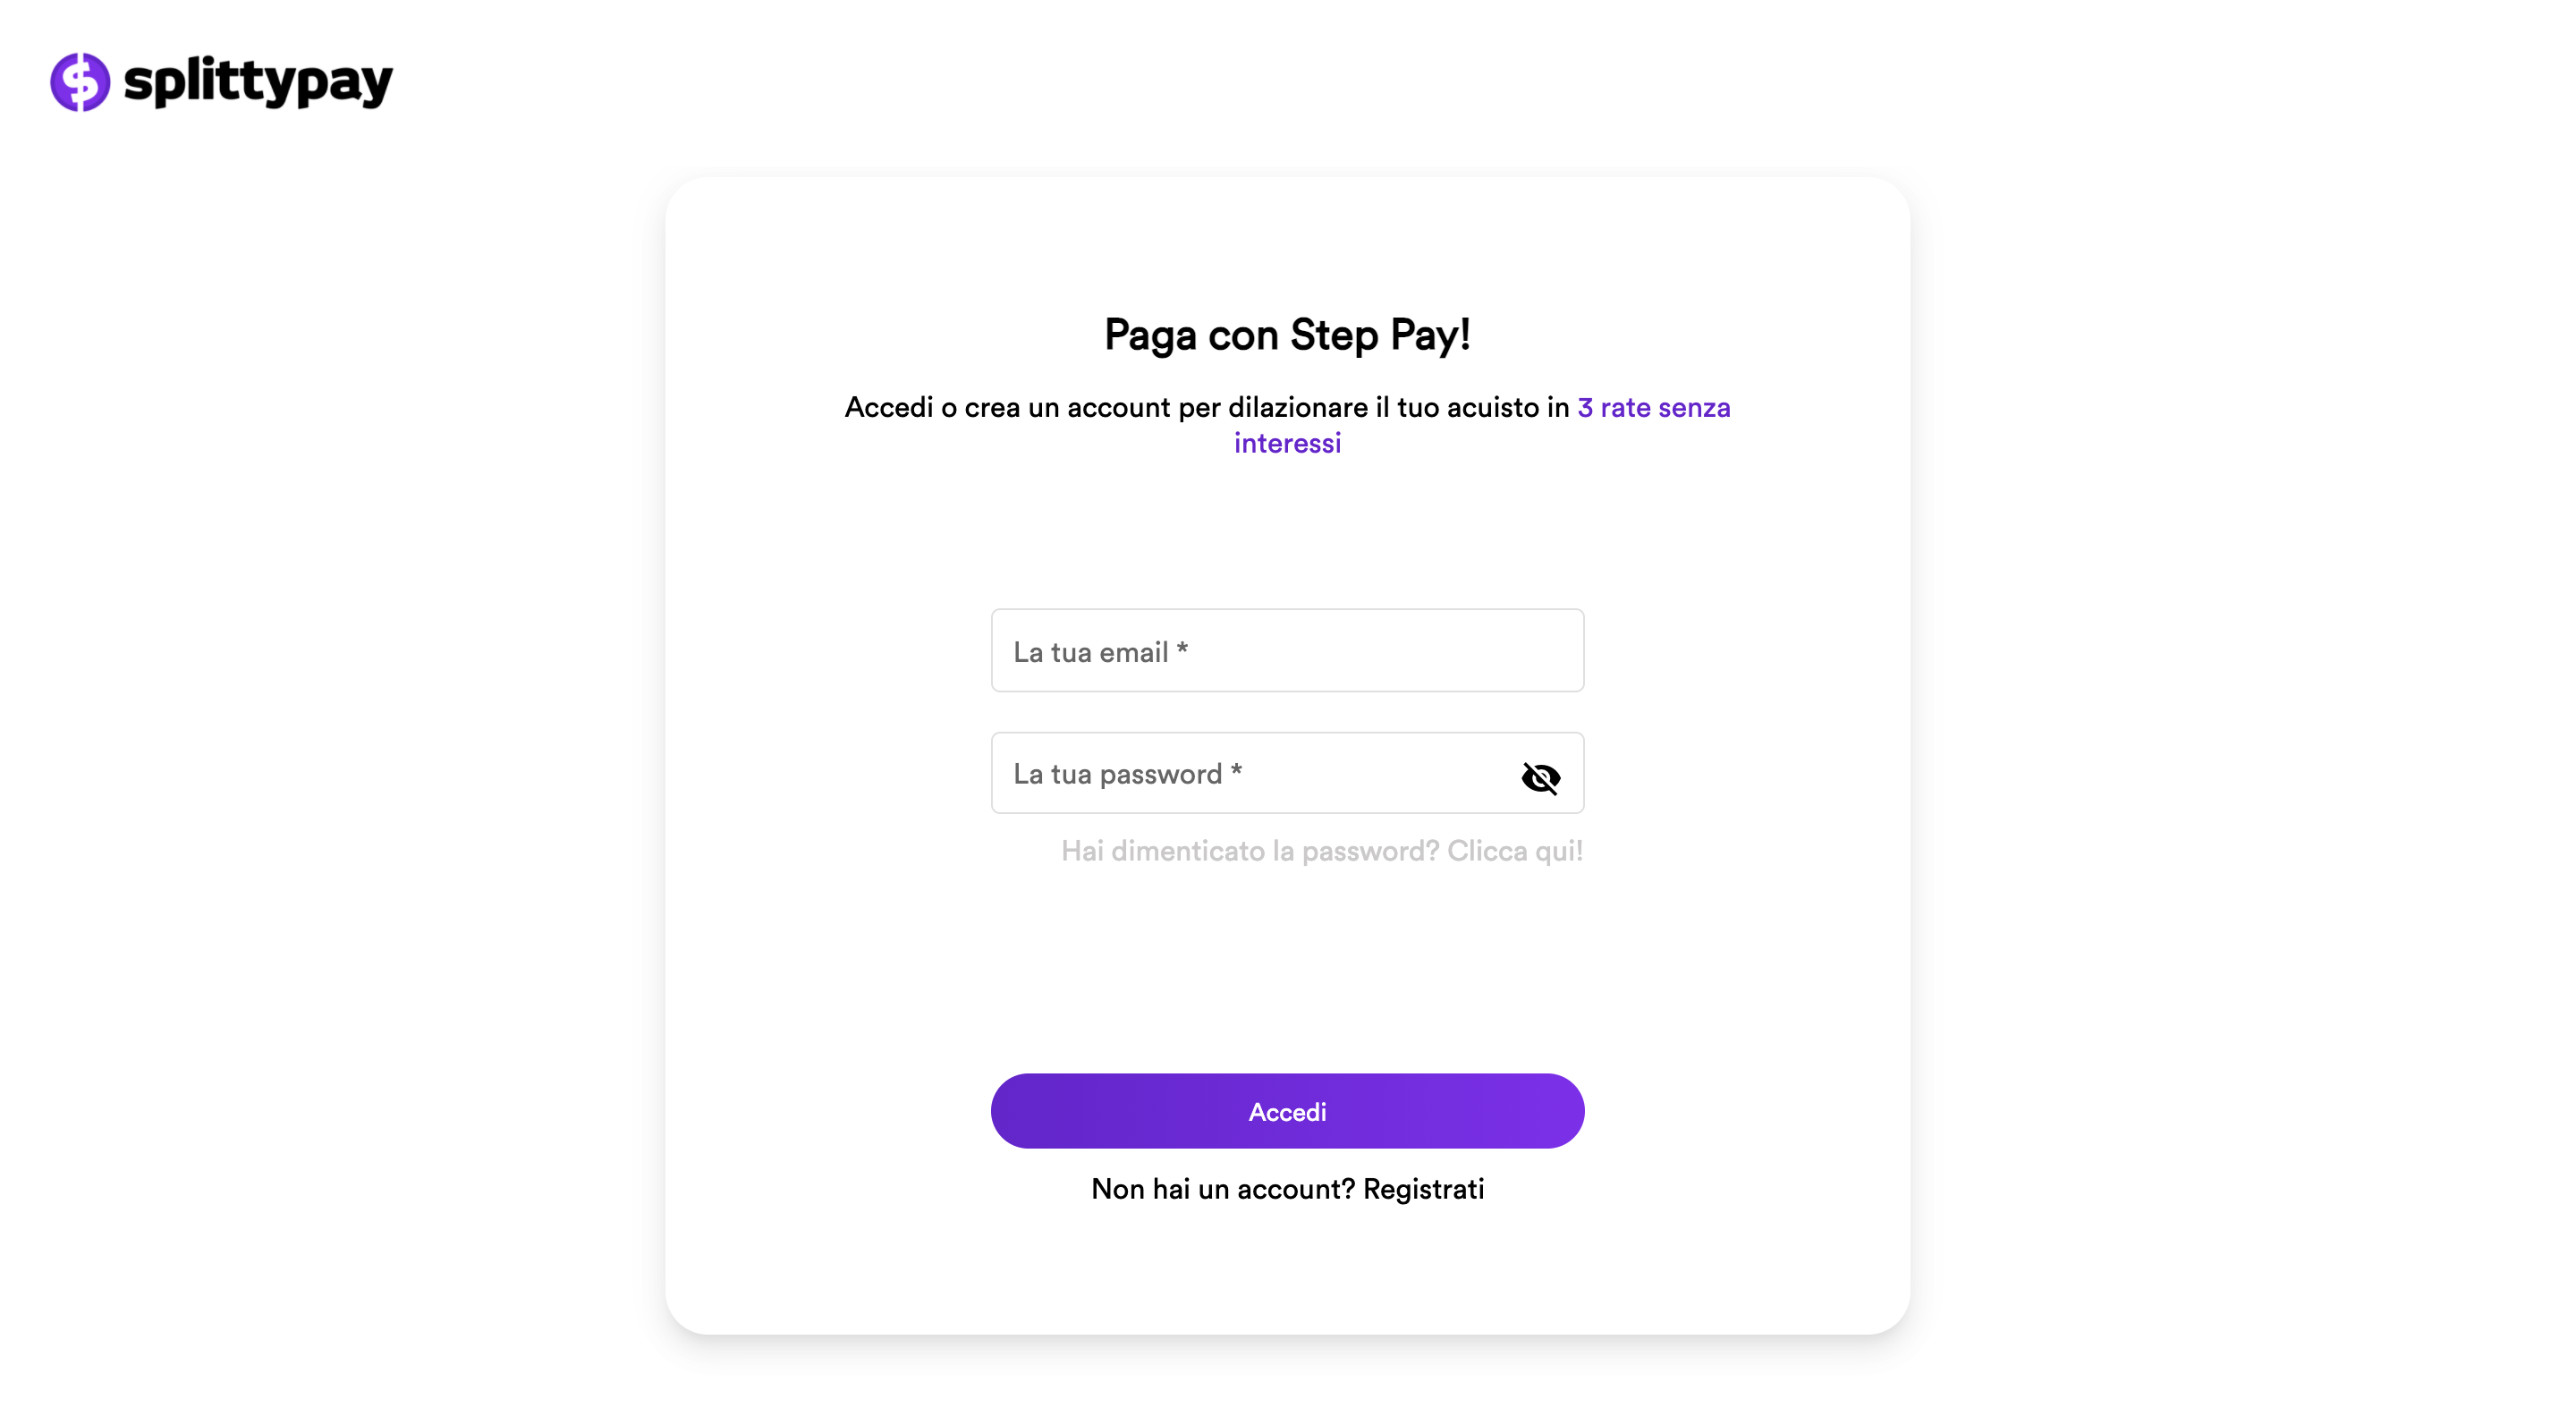 splittypay
Paga con Step Pay!
Accedi o crea un account per dilazionare il tuo acuisto in 3 rate senza
interessi
La tua email *
La tua password *
Hai dimenticato la password? Clicca qui!
Accedi
Non hai un account? Registrati